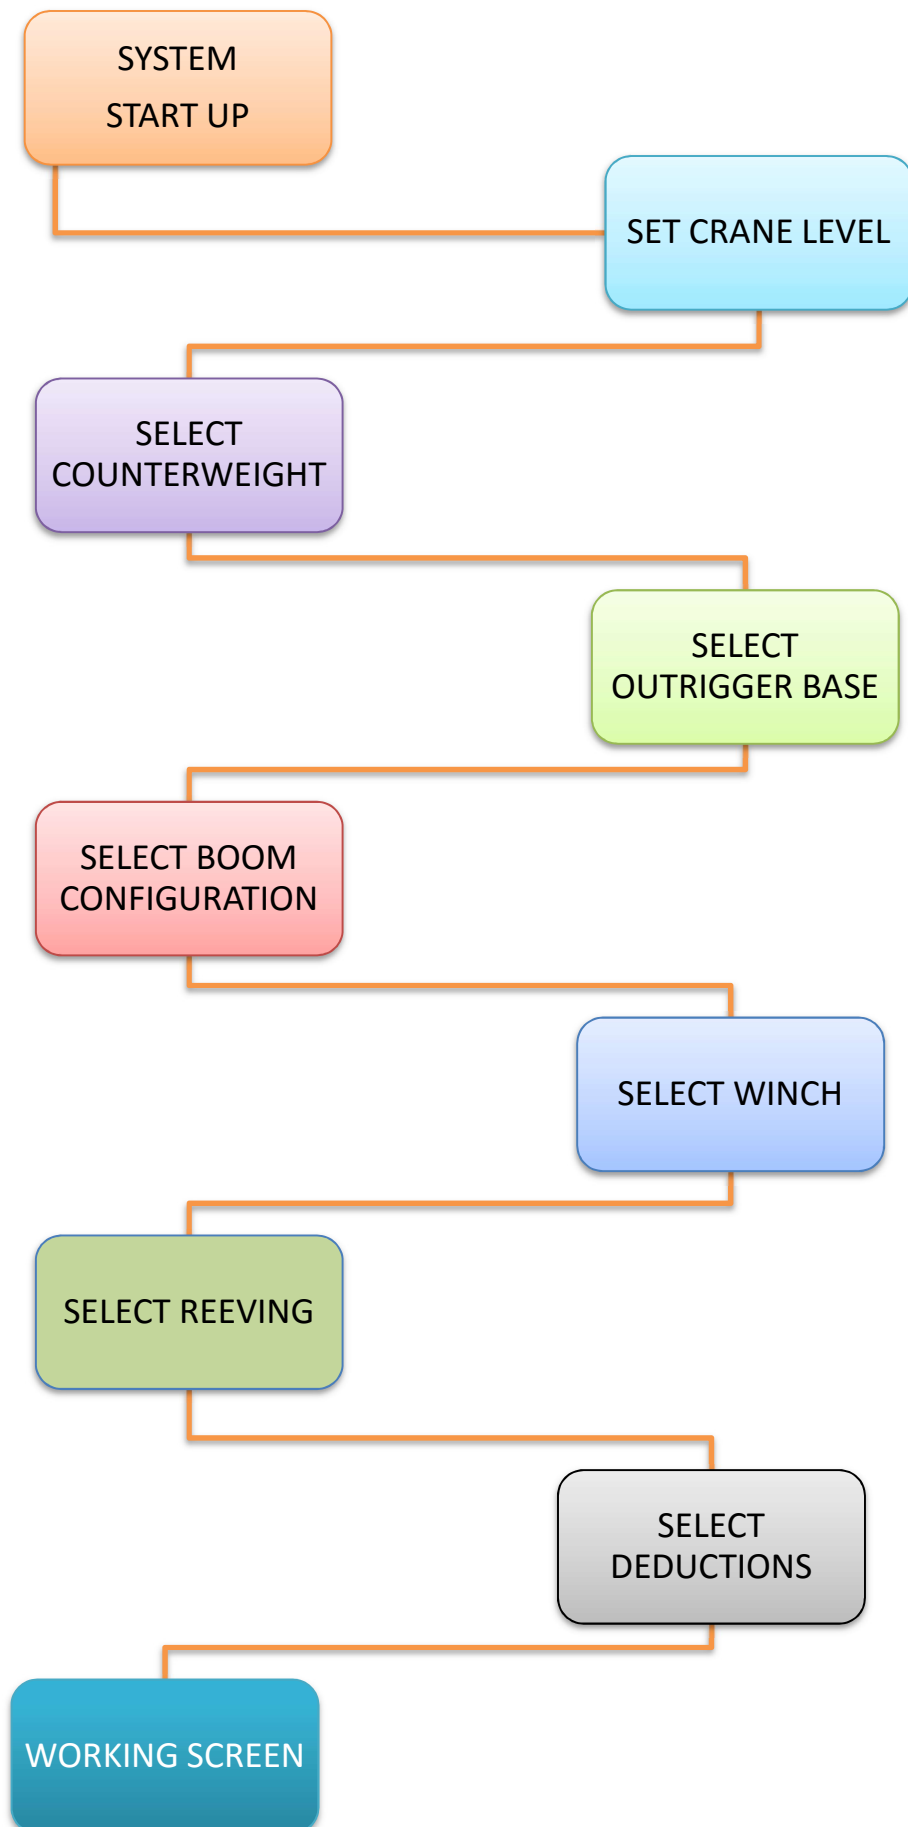 SYSTEM
START UP
SET CRANE LEVEL
SELECT
COUNTERWEIGHT
SELECT
OUTRIGGER BASE
SELECT BOOM
CONFIGURATION
SELECT WINCH
SELECT REEVING
SELECT
DEDUCTIONS
WORKING SCREEN